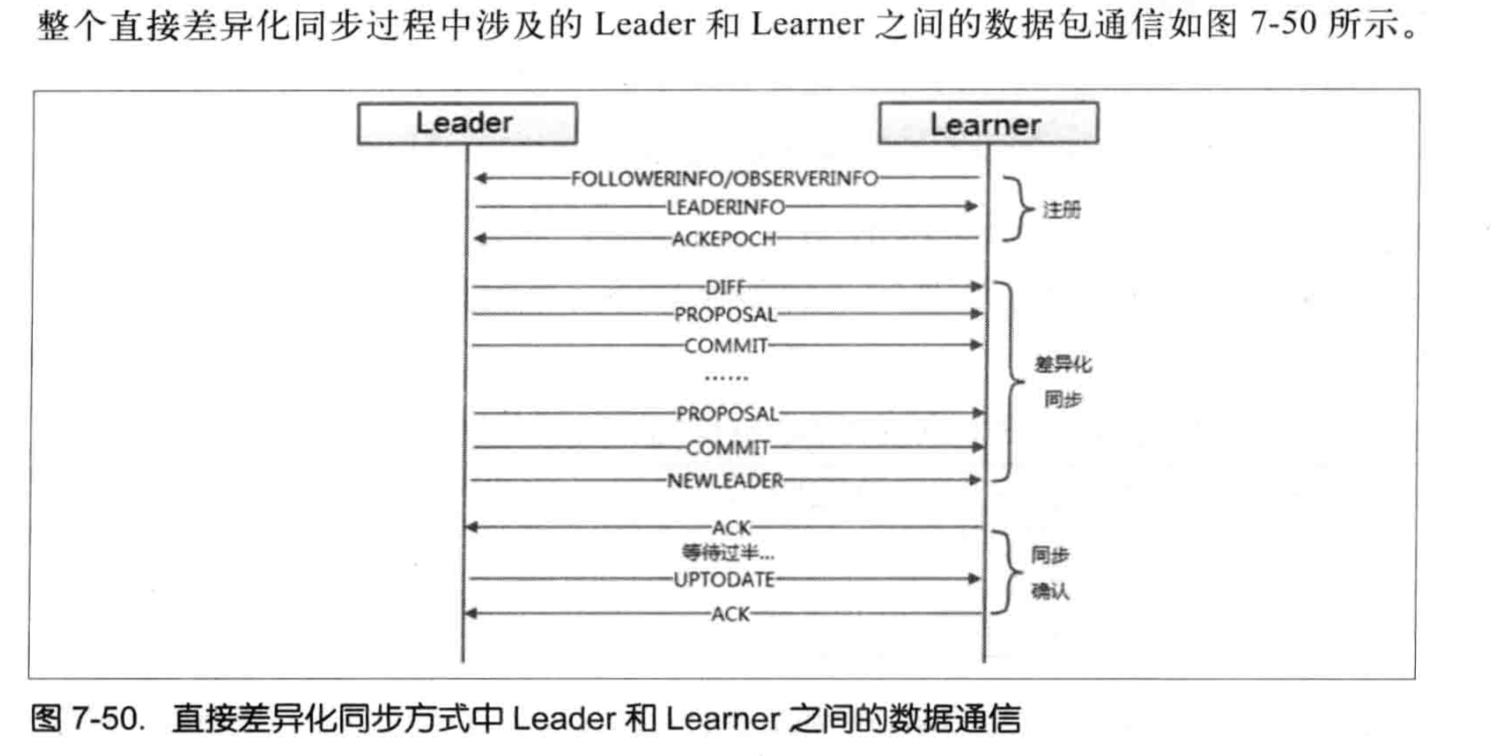 整个直接差异化同步过程中涉及的 Leader 和 Learner 之间的数据包通信如图 7-50 所示。
Leader
Learner
FOLLOWERINFO/OBSERVERINFO
LEADERINFO
注册
ACKEPOCH
DIFF
PROPOSAL
COMMIT
差异化
......
同步
PROPOSAL
COMMIT
NEWLEADER
ACK
等待过半...
同步
UPTODATE
确认
ACK
图 7-50. 直接差异化同步方式中 Leader 和 Learner 之间的数据通信